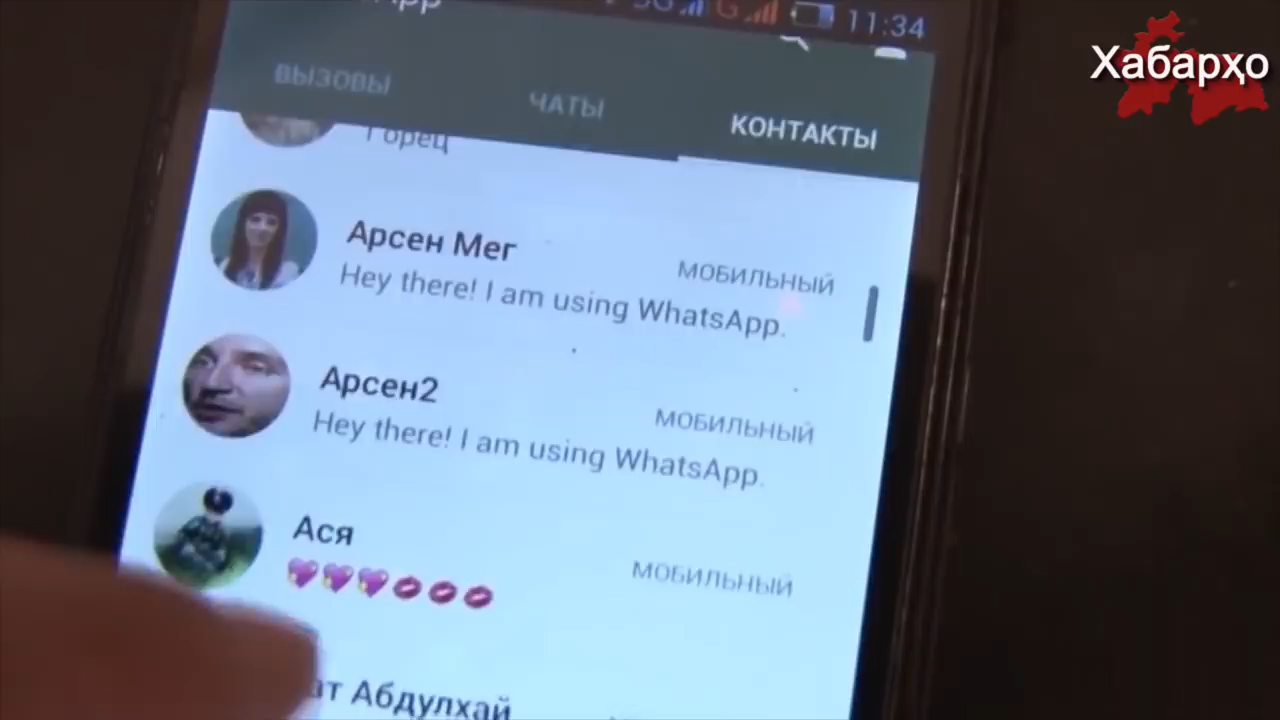 11:34
Хабарҳо
ВЫЗОВЫ
ЧАТЫ
КОНТАКТЫ
Горец
Арсен Мег
МОБИЛЬНЫЙ
Hey there! I am using WhatsApp.
Арсен2
МОБИЛЬНЫЙ
Hey there! I am using WhatsApp.
Ася
МОБИЛЬНЫЙ
💖💖💖💋💋💋
Абдулхай